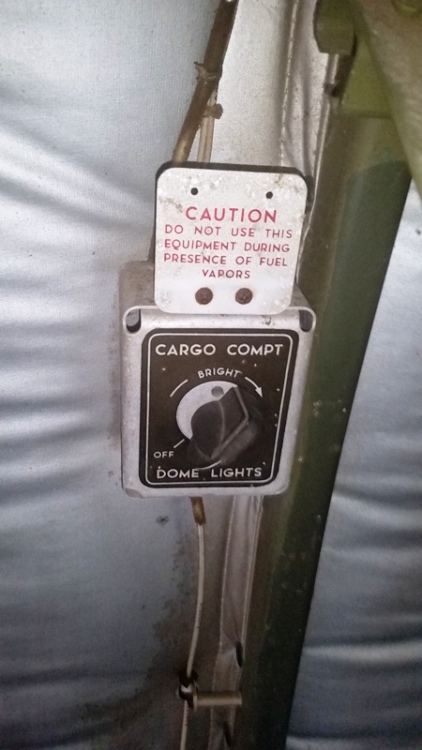 CAUTION
DO NOT USE THIS
EQUIPMENT DURING
PRESENCE OF FUEL
VAPORS
CARGO COMPT
BRIGHT
OFF
DOME LIGHTS